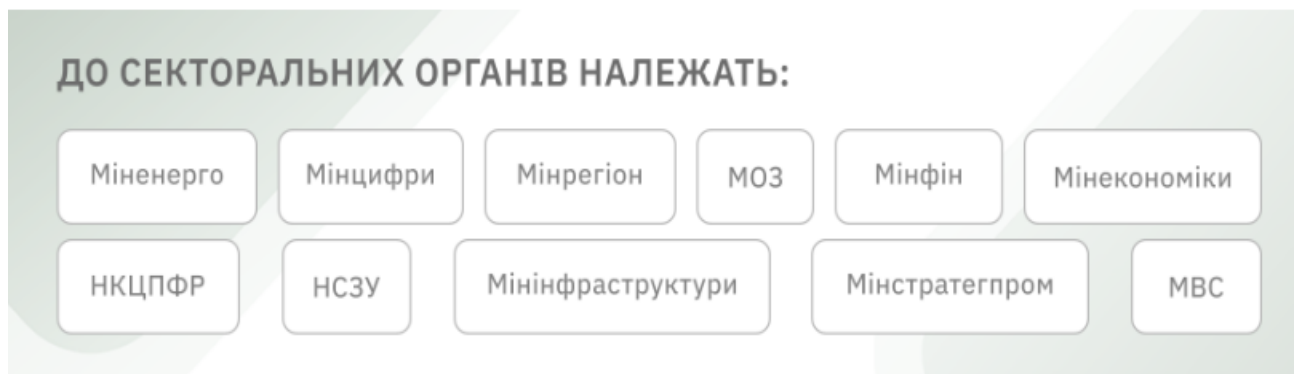 ДО СЕКТОРАЛЬНИХ ОРГАНІВ НАЛЕЖАТЬ:
Міненерго Мінцифри Мінрегіон МОЗ Мінфін Мінекономіки
НКЦПФР НСЗУ Мінінфраструктури Мінстратегпром МВС